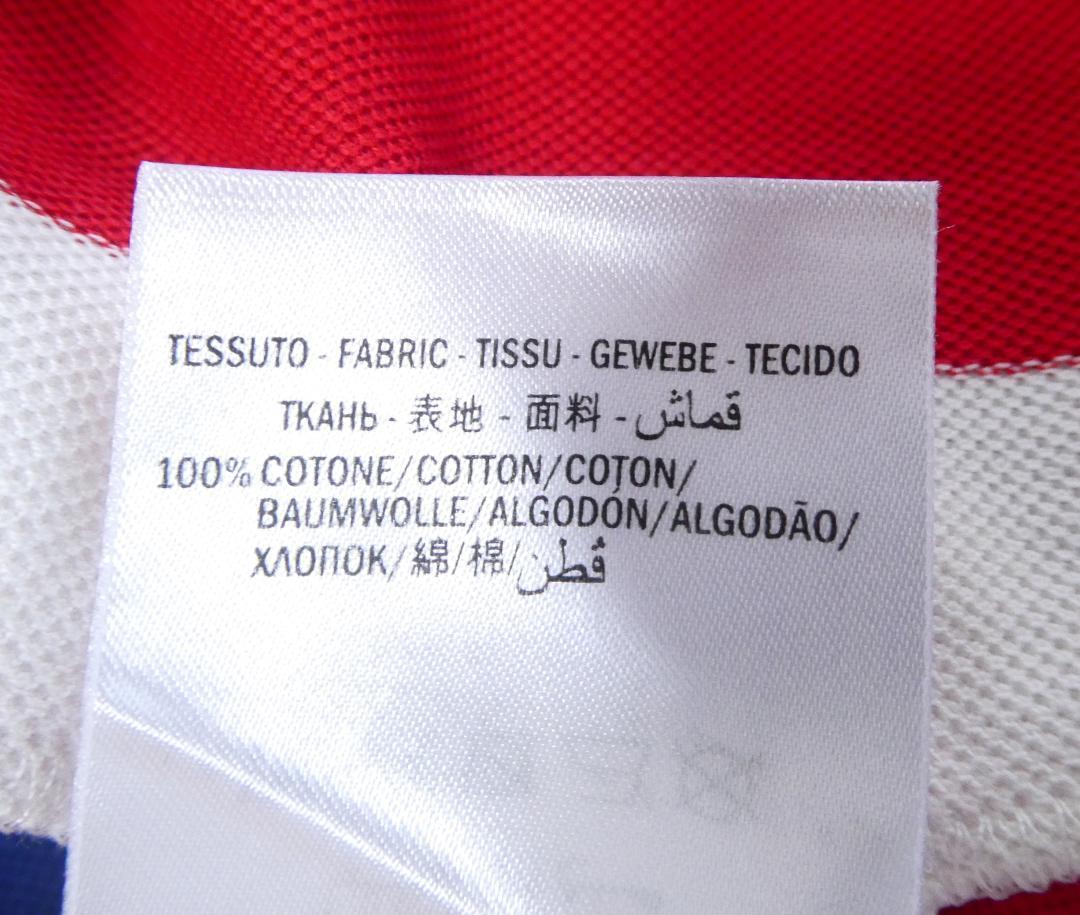 TESSUTO - FABRIC - TISSU - GEWEBE - TECIDO
ТКАНЬ - 表地 - 面料 - قماش
100% COTONE/COTTON/COTON/
BAUMWOLLE/ALGODÓN/ALGODÃO/
ХЛОПОК/綿/棉/قطن